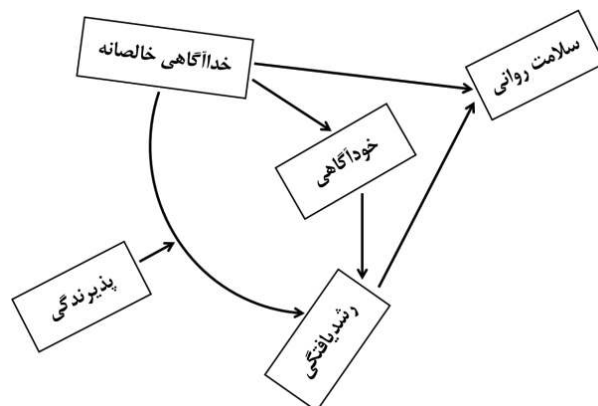 خداآگاهی خالصانه
سلامت روانی
خودآگاهی
پذیرندگی
رشدیافتگی